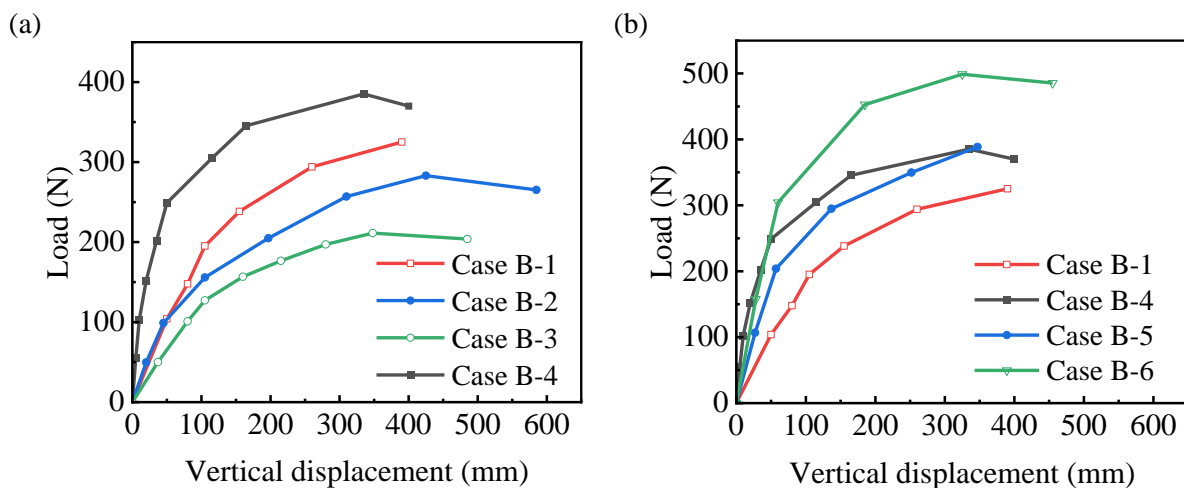 (a)
Load (N)
400
300
200
100
0
0 100 200 300 400 500 600
Vertical displacement (mm)
Case B-1
Case B-2
Case B-3
Case B-4
(b)
Load (N)
500
400
300
200
100
0
0 100 200 300 400 500 600
Vertical displacement (mm)
Case B-1
Case B-4
Case B-5
Case B-6